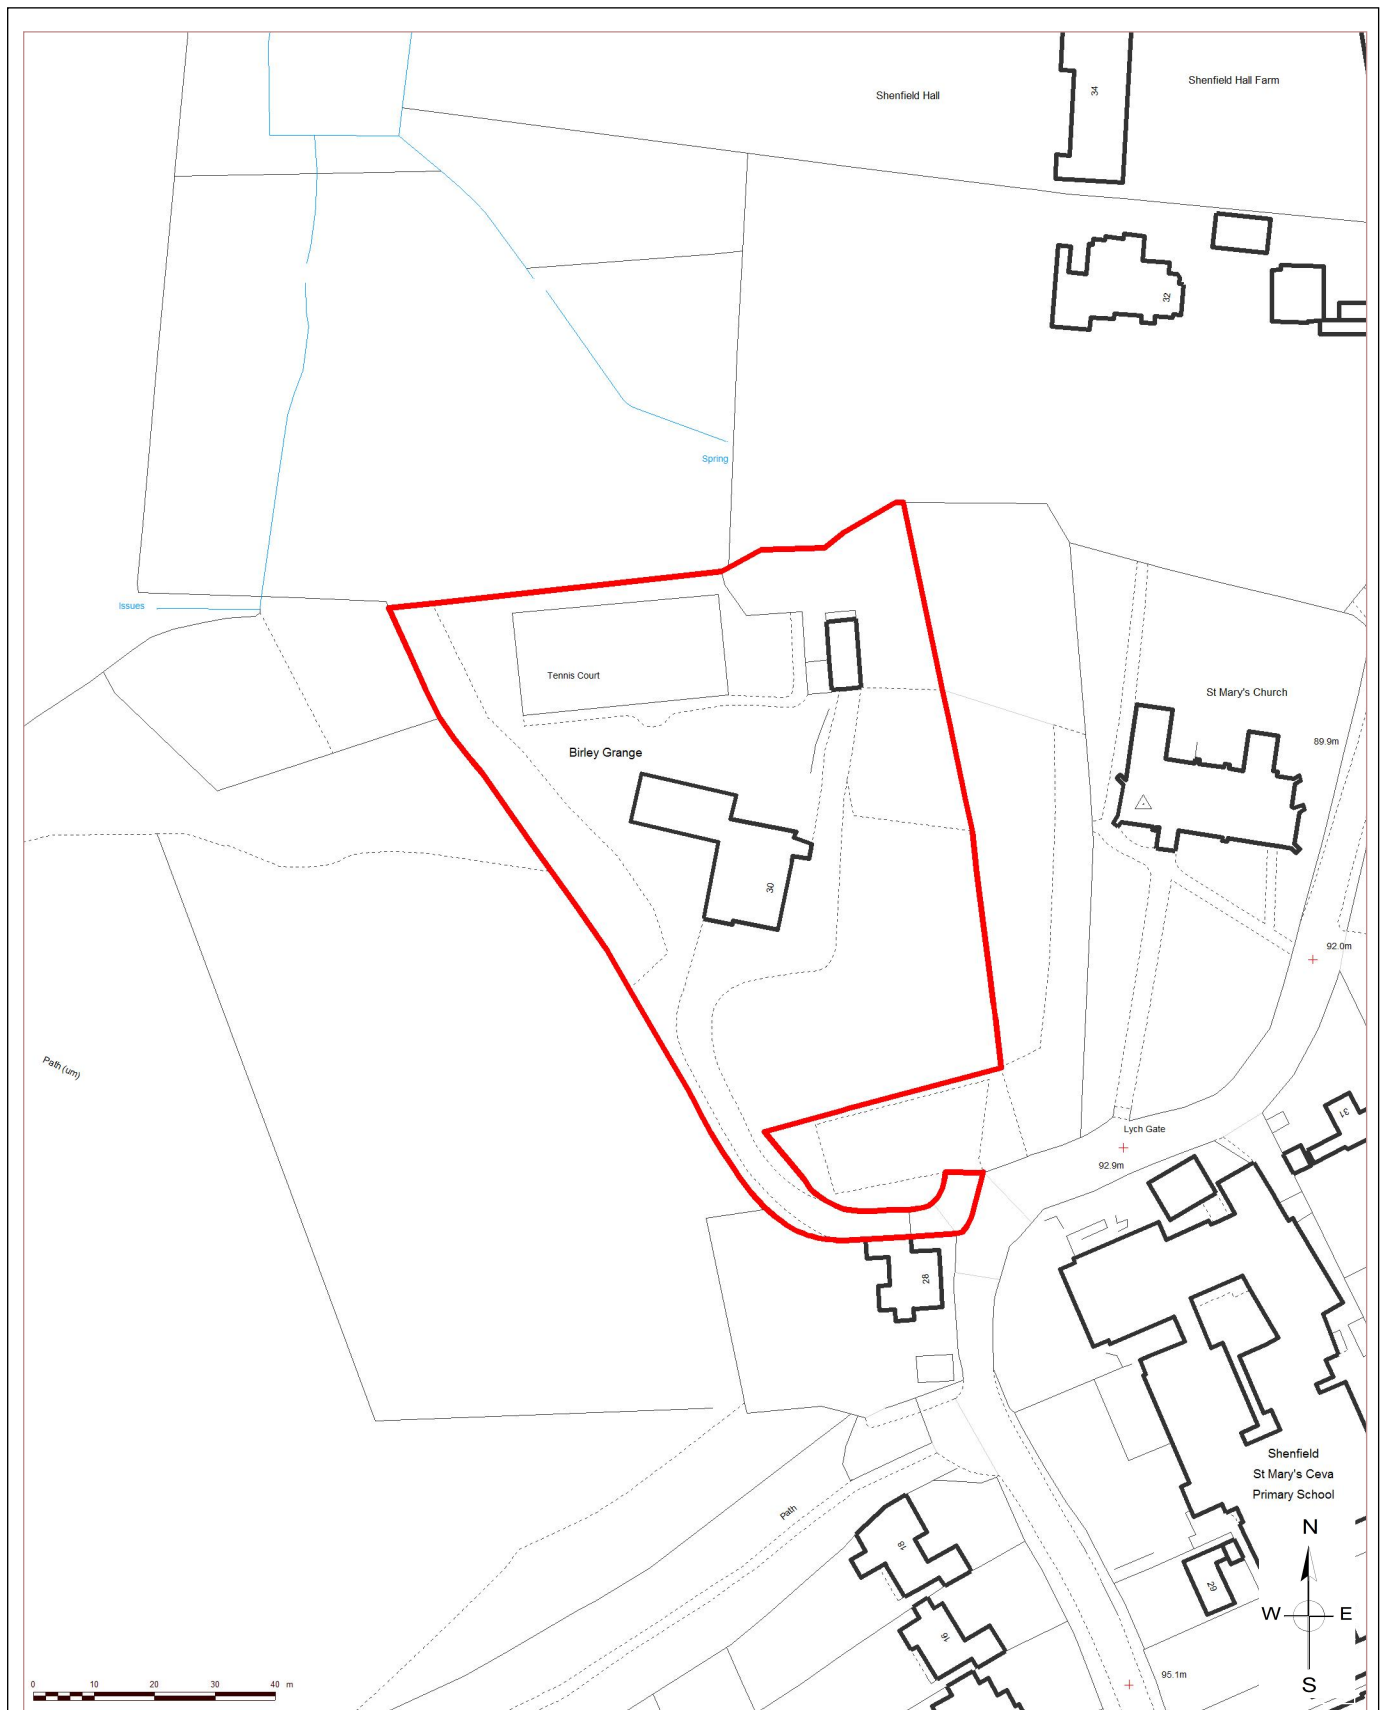 Shenfield Hall
Shenfield Hall Farm
34
32
Spring
Issues
Tennis Court
St Mary's Church
89.9m
Birley Grange
30
92.0m
Path (um)
31
Lych Gate
92.9m
28
Shenfield
St Mary's Ceva
Primary School
Path
N
18
29
W E
16
95.1m
S
0 10 20 30 40 m